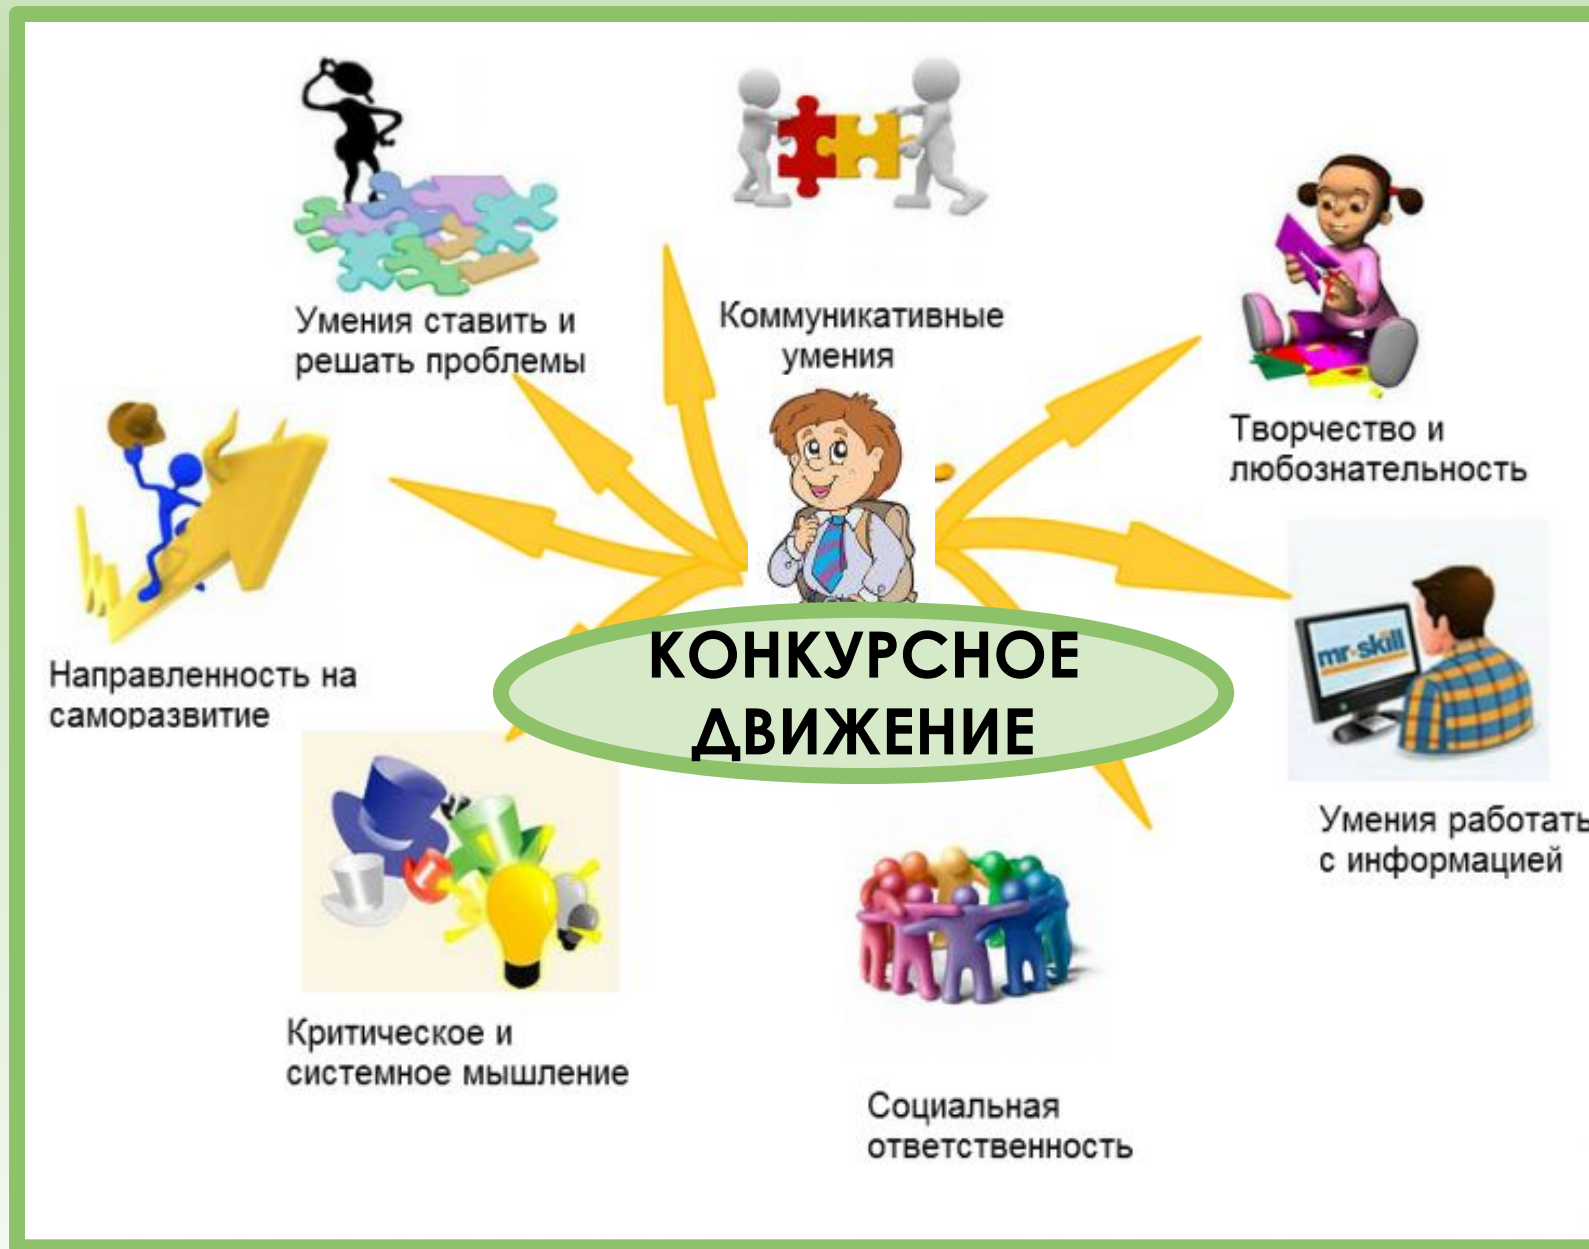 Умения ставить и
решать проблемы
Коммуникативные
умения
Творчество и
любознательность
Направленность на
саморазвитие
КОНКУРСНОЕ
ДВИЖЕНИЕ
mr-skill
Умения работать
с информацией
Критическое и
системное мышление
Социальная
ответственность